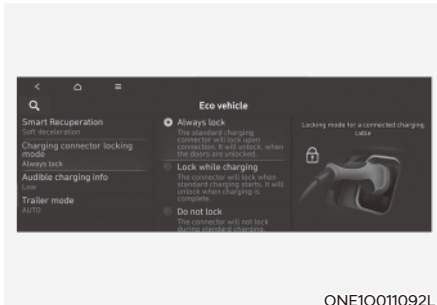 Eco vehicle
Smart Recuperation
Soft deceleration
Charging connector locking
mode
Always lock
Audible charging info
Low
Trailer mode
AUTO
Always lock
The standard charging
connector will lock upon
connection. It will unlock, when
the doors are unlocked.
Lock while charging
The connector will lock when
standard charging starts. It will
unlock when charging is
complete.
Do not lock
The connector will not lock
during standard charging.
Locking mode for a connected charging
cable
ONE1Q011092L